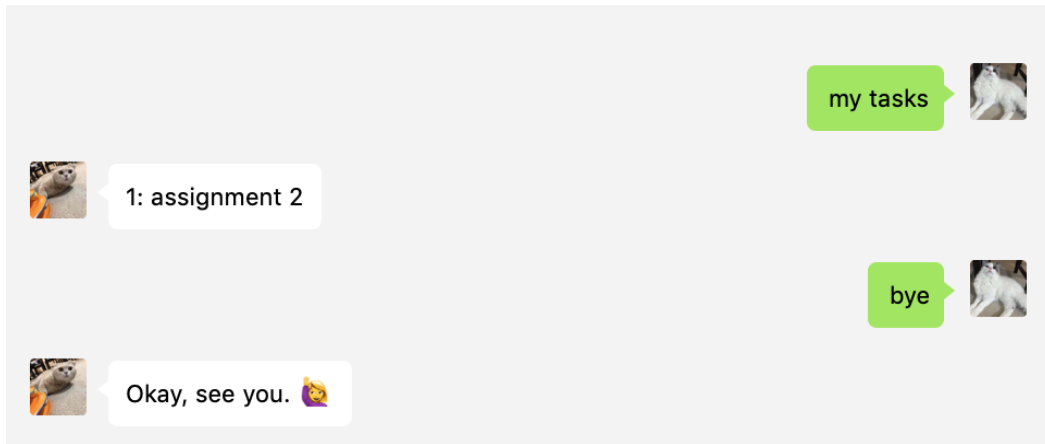 my tasks
1: assignment 2
bye
Okay, see you. 🙋‍♀️